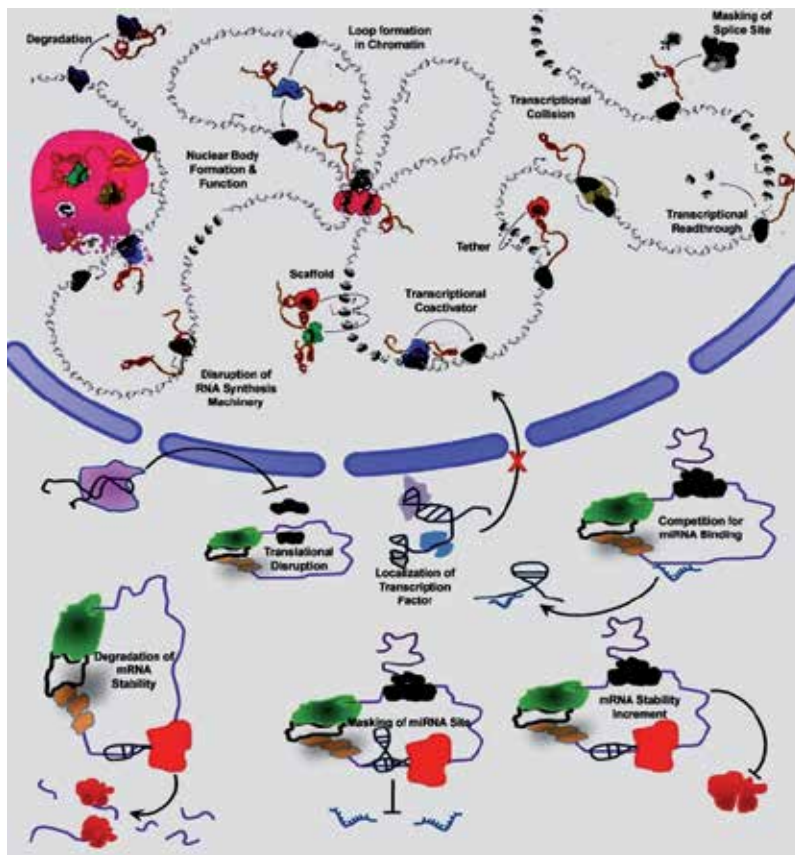 Degradation
Loop formation
in Chromatin
Masking of
Splice Site
Transcriptional
Collision
Nuclear Body
Formation &
Function
Transcriptional
Readthrough
Tether
Scaffold
Transcriptional
Coactivator
Disruption of
RNA Synthesis
Machinery
Translational
Disruption
Localization of
Transcription
Factor
Competition for
miRNA Binding
Degradation of
mRNA
Stability
Masking of miRNA Site
mRNA Stability
Increment